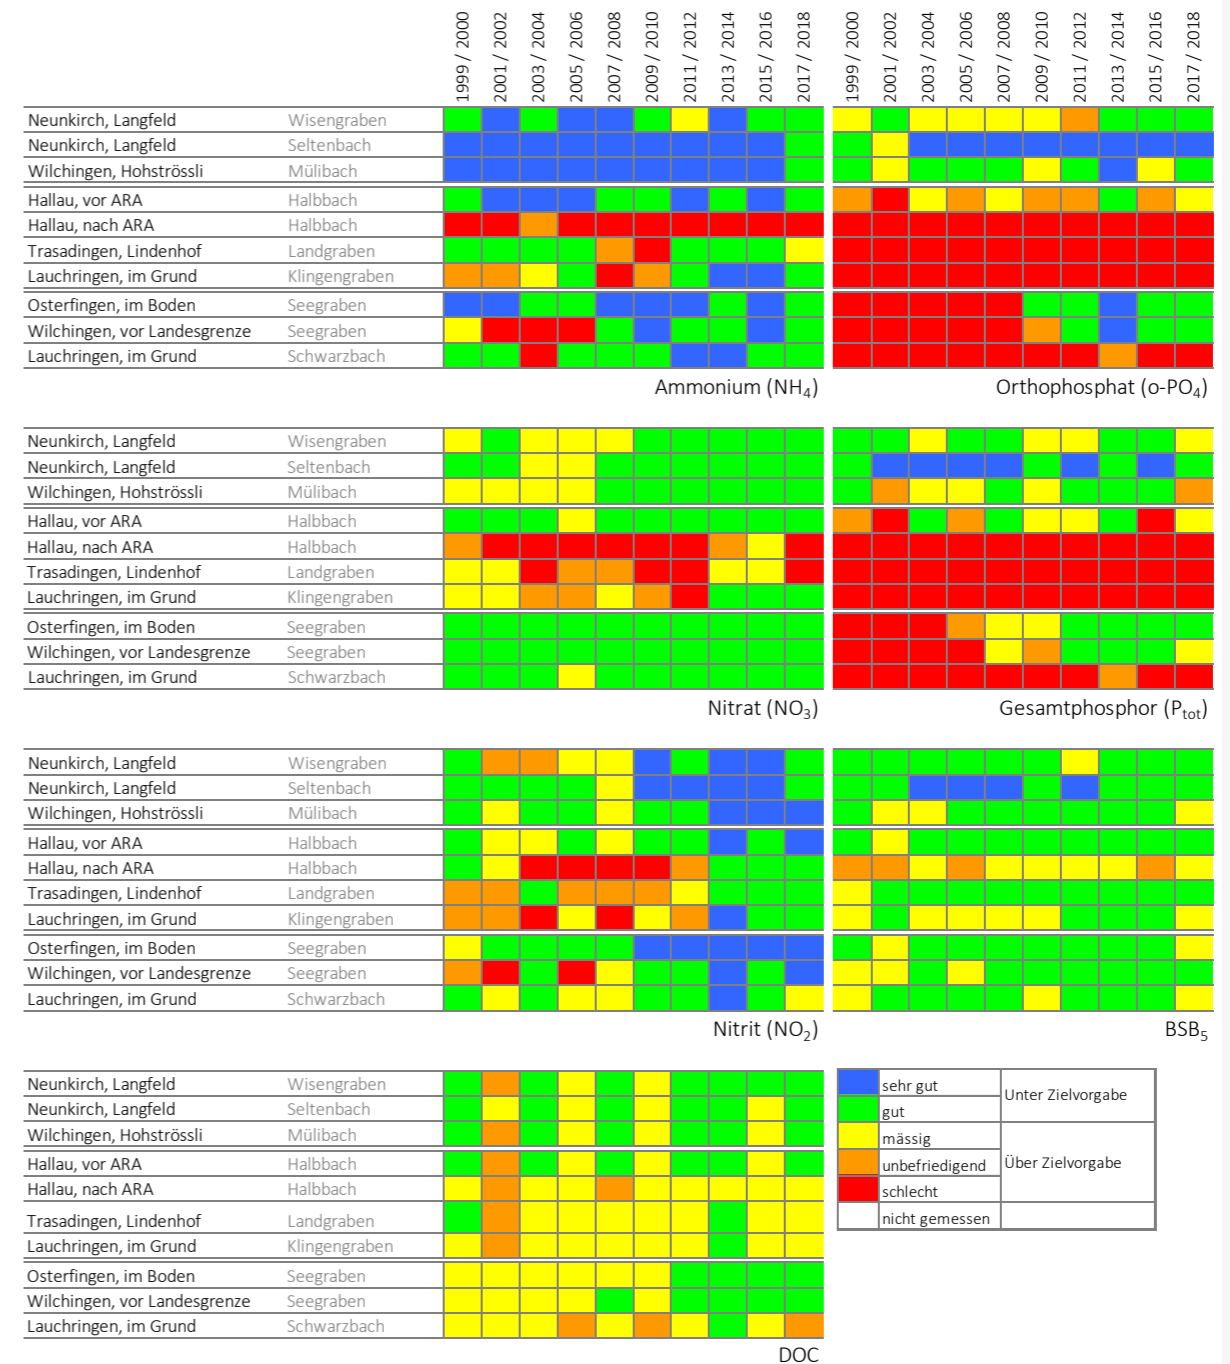 1999 / 2000 2001 / 2002 2003 / 2004 2005 / 2006 2007 / 2008 2009 / 2010 2011 / 2012 2013 / 2014 2015 / 2016 2017 / 2018 1999 / 2000 2001 / 2002 2003 / 2004 2005 / 2006 2007 / 2008 2009 / 2010 2011 / 2012 2013 / 2014 2015 / 2016 2017 / 2018
Neunkirch, Langfeld Wisengraben
Neunkirch, Langfeld Seltenbach
Wilchingen, Hohströssli Mülibach
Hallau, vor ARA Halbbach
Hallau, nach ARA Halbbach
Trasadingen, Lindenhof Landgraben
Lauchringen, im Grund Klingengraben
Osterfingen, im Boden Seegraben
Wilchingen, vor Landesgrenze Seegraben
Lauchringen, im Grund Schwarzbach
Ammonium (NH4) Orthophosphat (o-PO4)
Neunkirch, Langfeld Wisengraben
Neunkirch, Langfeld Seltenbach
Wilchingen, Hohströssli Mülibach
Hallau, vor ARA Halbbach
Hallau, nach ARA Halbbach
Trasadingen, Lindenhof Landgraben
Lauchringen, im Grund Klingengraben
Osterfingen, im Boden Seegraben
Wilchingen, vor Landesgrenze Seegraben
Lauchringen, im Grund Schwarzbach
Nitrat (NO3) Gesamtphosphor (Ptot)
Neunkirch, Langfeld Wisengraben
Neunkirch, Langfeld Seltenbach
Wilchingen, Hohströssli Mülibach
Hallau, vor ARA Halbbach
Hallau, nach ARA Halbbach
Trasadingen, Lindenhof Landgraben
Lauchringen, im Grund Klingengraben
Osterfingen, im Boden Seegraben
Wilchingen, vor Landesgrenze Seegraben
Lauchringen, im Grund Schwarzbach
Nitrit (NO2) BSB5
Neunkirch, Langfeld Wisengraben
Neunkirch, Langfeld Seltenbach
Wilchingen, Hohströssli Mülibach
Hallau, vor ARA Halbbach
Hallau, nach ARA Halbbach
Trasadingen, Lindenhof Landgraben
Lauchringen, im Grund Klingengraben
Osterfingen, im Boden Seegraben
Wilchingen, vor Landesgrenze Seegraben
Lauchringen, im Grund Schwarzbach
DOC
sehr gut
Unter Zielvorgabe
gut
mässig
unbefriedigend
Über Zielvorgabe
schlecht
nicht gemessen